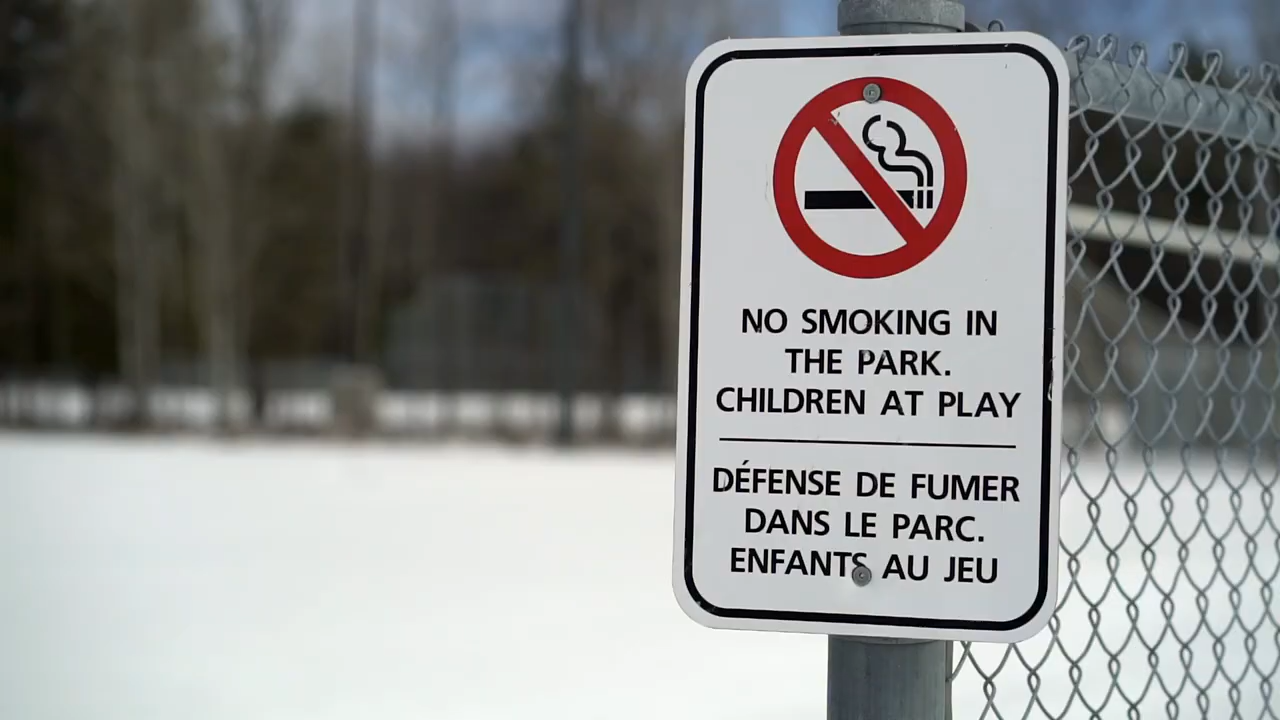 NO SMOKING IN
THE PARK.
CHILDREN AT PLAY
DÉFENSE DE FUMER
DANS LE PARC.
ENFANTS AU JEU